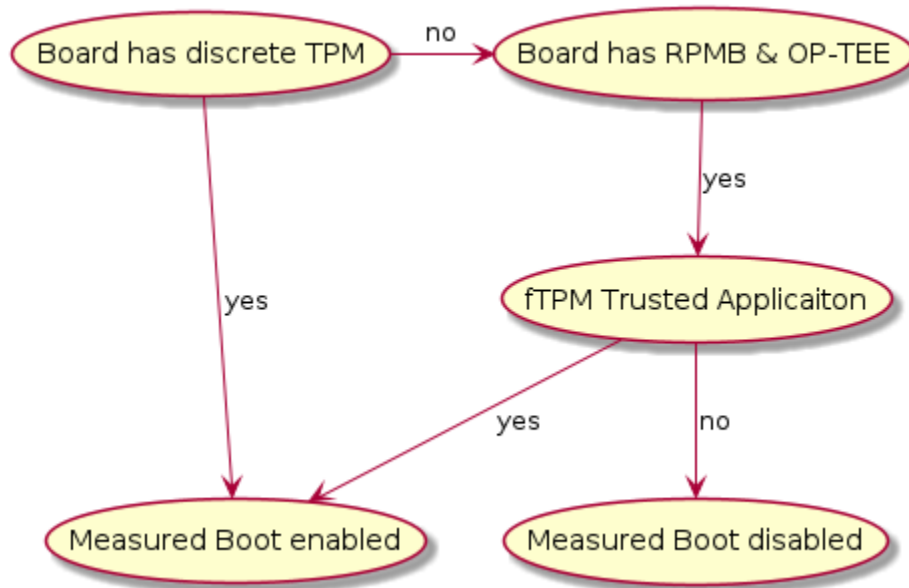 Board has discrete TPM
no
Board has RPMB & OP-TEE
yes
yes
fTPM Trusted Applicaiton
yes
no
Measured Boot enabled
Measured Boot disabled